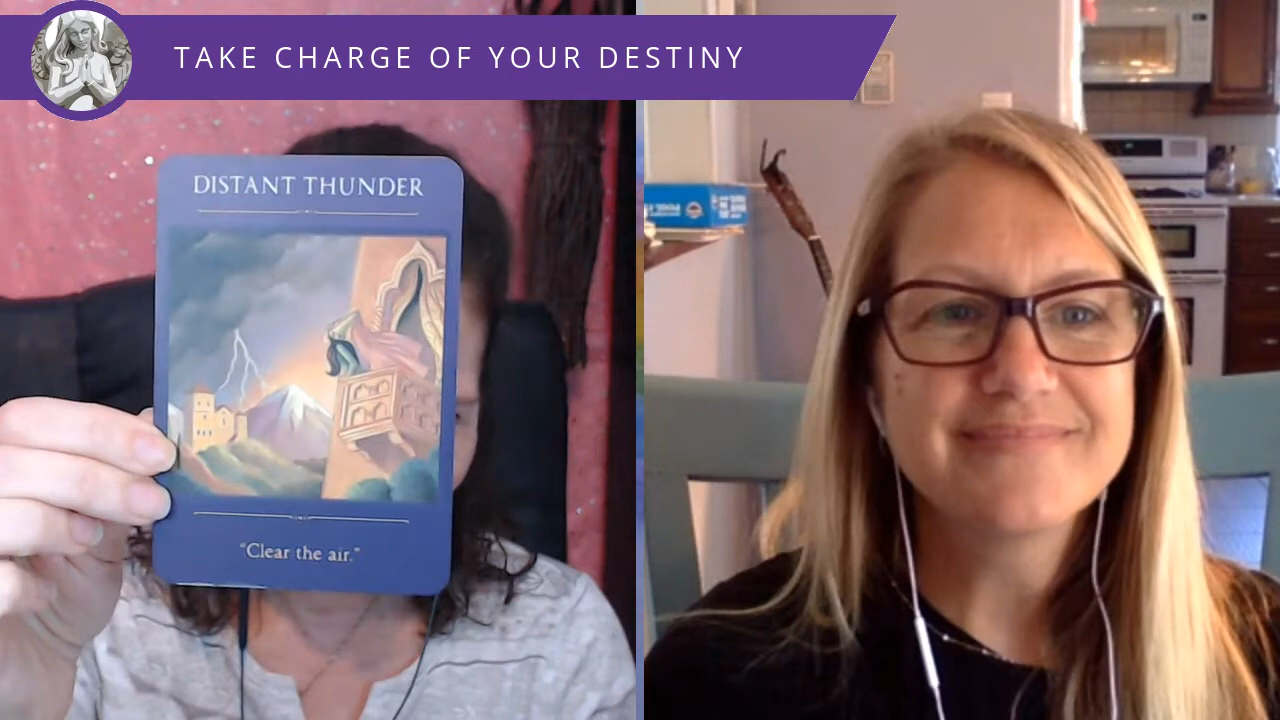 TAKE CHARGE OF YOUR DESTINY
DISTANT THUNDER
"Clear the air."